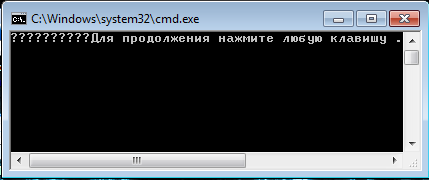 C:\Windows\system32\cmd.exe
??????????Для продолжения нажмите любую клавишу .